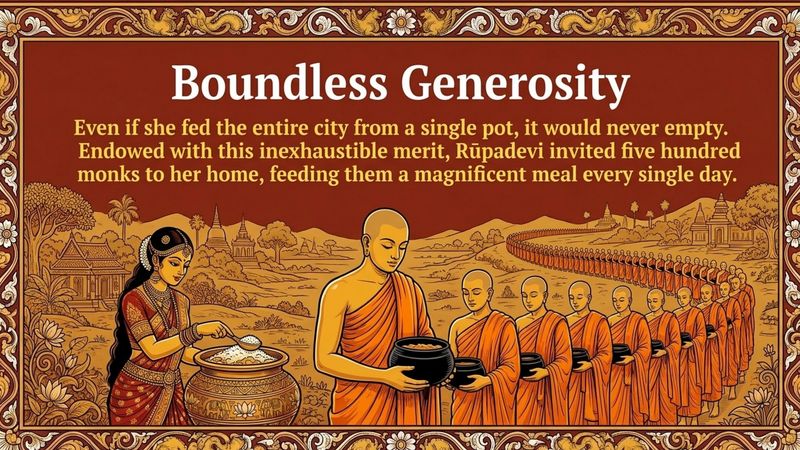 Boundless Generosity
Even if she fed the entire city from a single pot, it would never empty.
Endowed with this inexhaustible merit, Rūpadevi invited five hundred
monks to her home, feeding them a magnificent meal every single day.